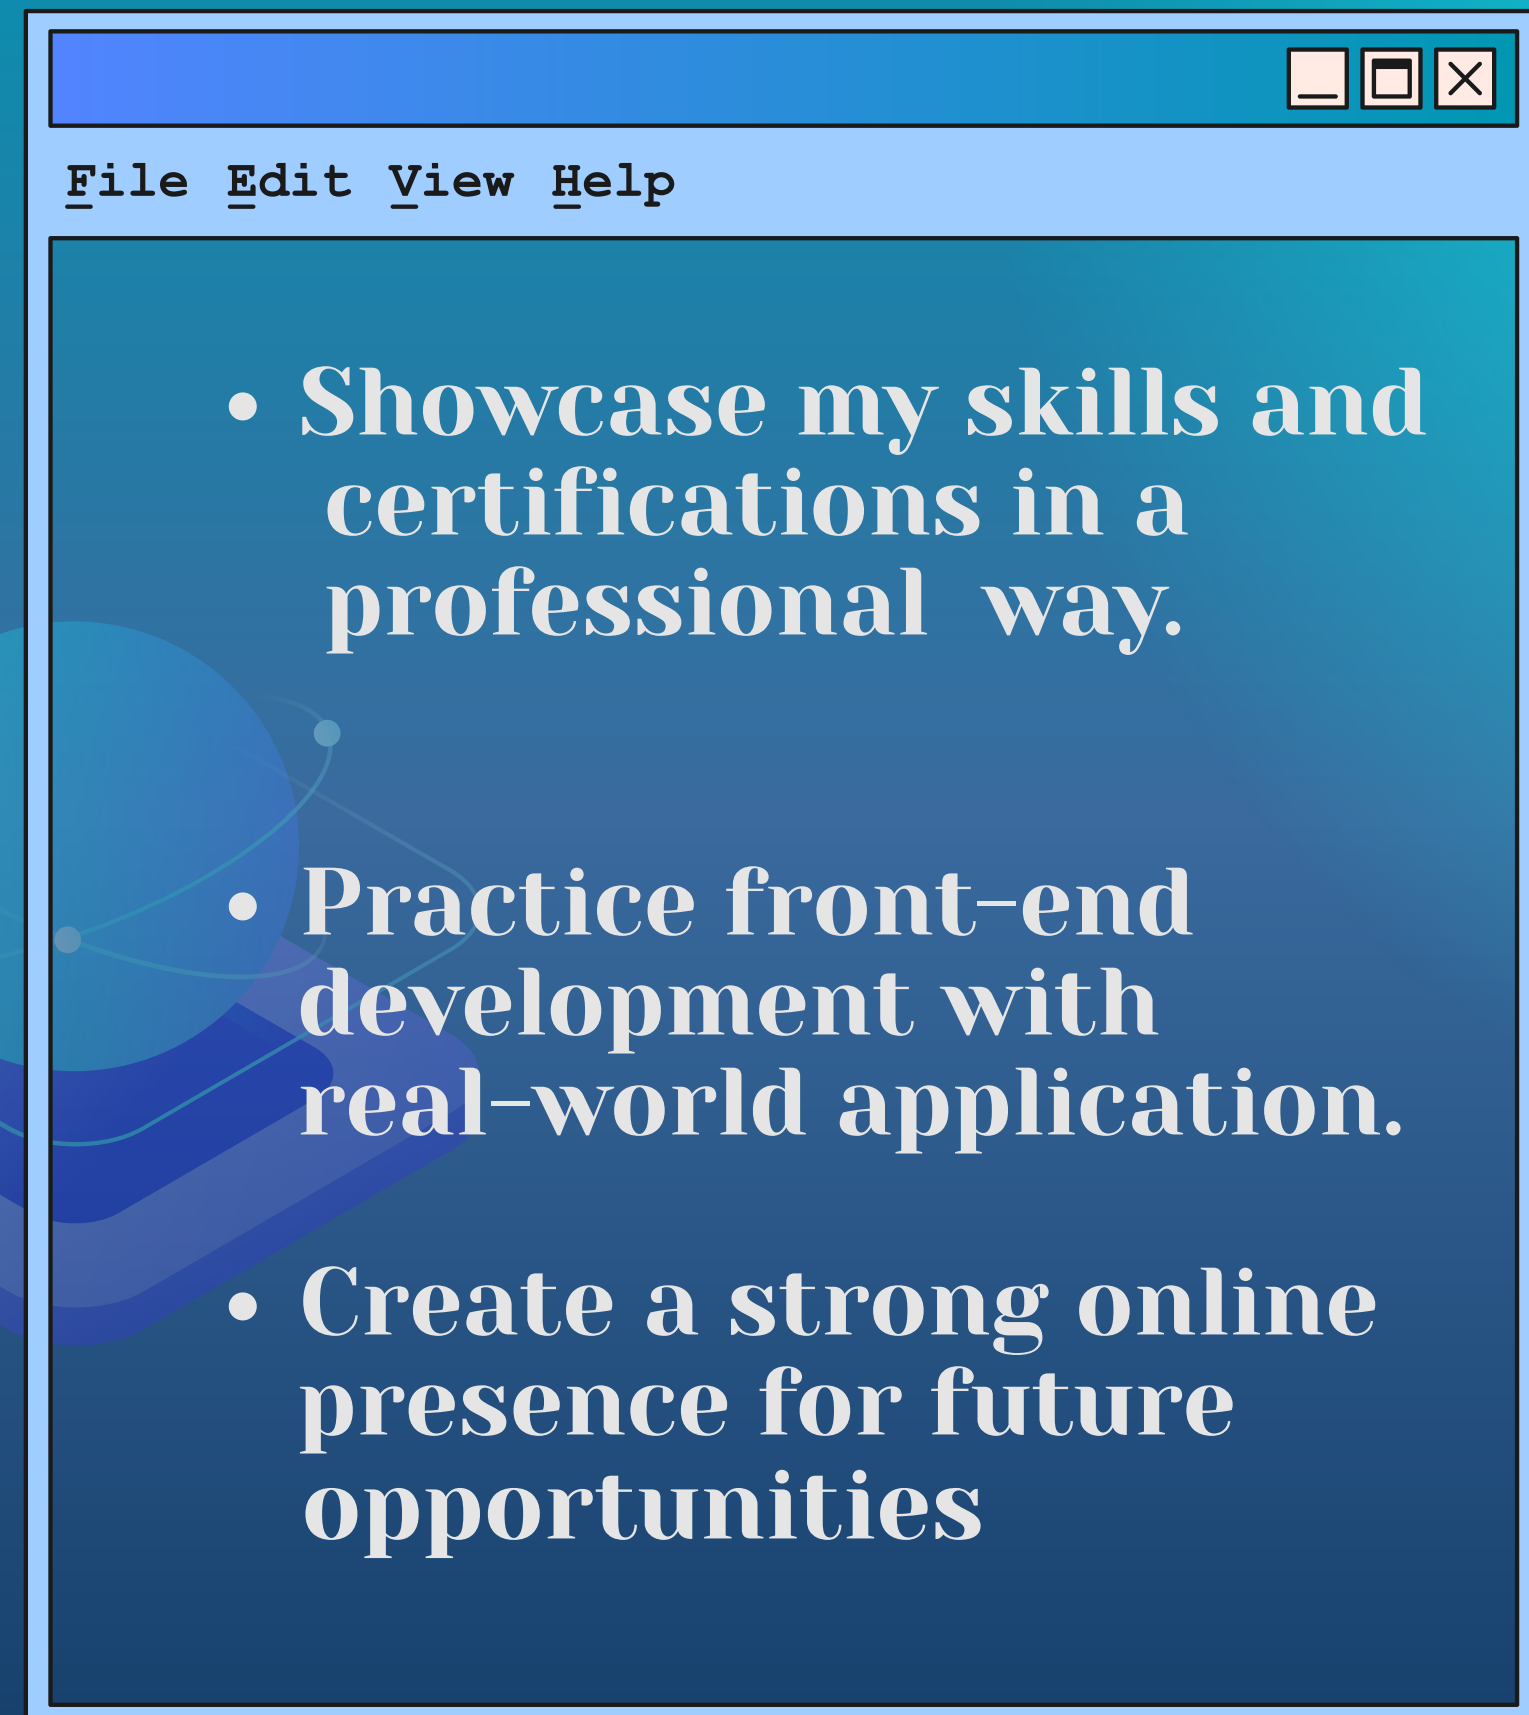 File Edit View Help
• Showcase my skills and
certifications in a
professional  way.
• Practice front-end
development with
real-world application.
• Create a strong online
presence for future
opportunities